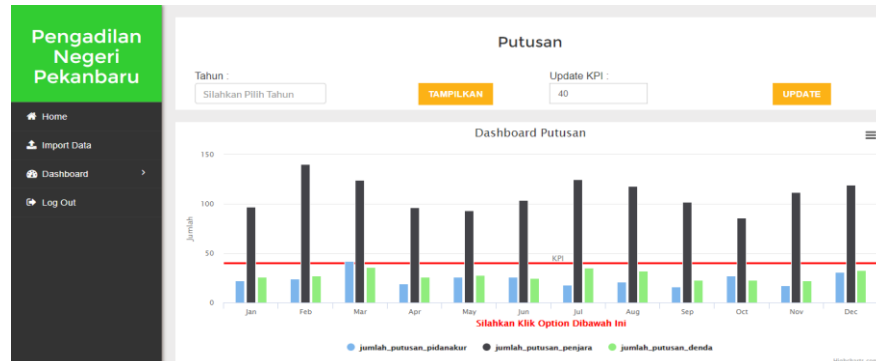 Pengadilan
Negeri
Pekanbaru
Home
Import Data
Dashboard
Log Out
Putusan
Tahun :
Silahkan Pilih Tahun
TAMPILKAN
Update KPI :
40
UPDATE
Dashboard Putusan
Jumlah
150
100
50
0
KPI
Jan Feb Mar Apr May Jun Jul Aug Sep Oct Nov Dec
Silahkan Klik Option Dibawah Ini
jumlah_putusan_pidanakur jumlah_putusan_penjara jumlah_putusan_denda